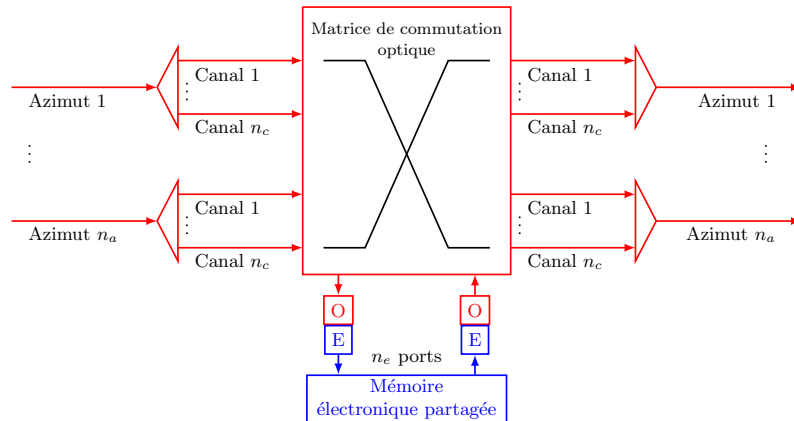 Matrice de commutation
optique
Canal 1
⋮
Canal n_c
Azimut 1
⋮
Canal 1
⋮
Canal n_c
Azimut n_a
Canal 1
⋮
Canal n_c
Azimut 1
⋮
Canal 1
⋮
Canal n_c
Azimut n_a
O
O
E
E
n_e ports
Mémoire
électronique partagée